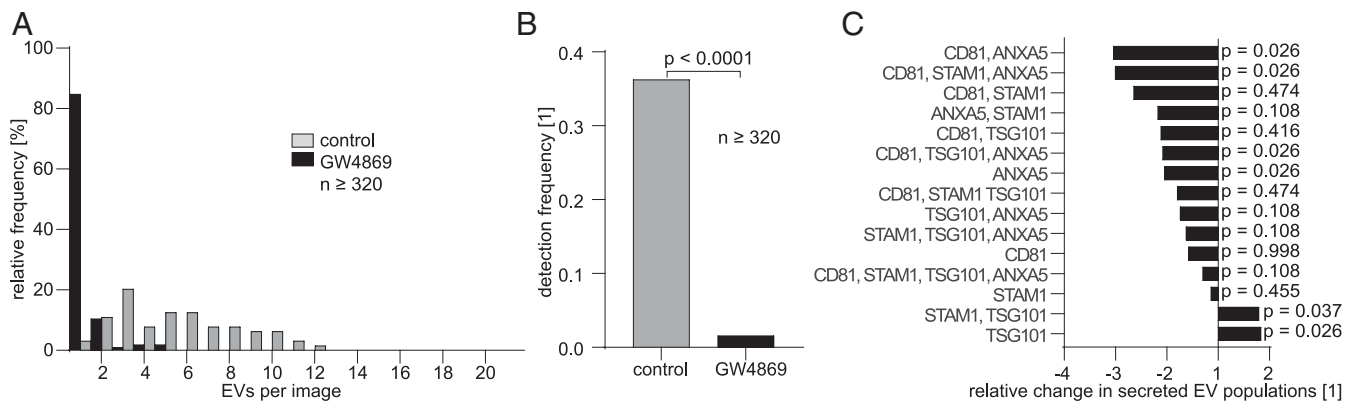 A
relative frequency [%]
100
80
60
40
20
0
2 4 6 8 10 12 14 16 18 20
EVs per image
control
GW4869
n ≥ 320
B
detection frequency [1]
0.4
0.3
0.2
0.1
0.0
p < 0.0001
n ≥ 320
control GW4869
C
CD81, ANXA5 p = 0.026
CD81, STAM1, ANXA5 p = 0.026
CD81, STAM1 p = 0.474
ANXA5, STAM1 p = 0.108
CD81, TSG101 p = 0.416
CD81, TSG101, ANXA5 p = 0.026
ANXA5 p = 0.026
CD81, STAM1 TSG101 p = 0.474
TSG101, ANXA5 p = 0.108
STAM1, TSG101, ANXA5 p = 0.108
CD81 p = 0.998
CD81, STAM1, TSG101, ANXA5 p = 0.108
STAM1 p = 0.455
STAM1, TSG101 p = 0.037
TSG101 p = 0.026
-4 -3 -2 -1 1 2
relative change in secreted EV populations [1]